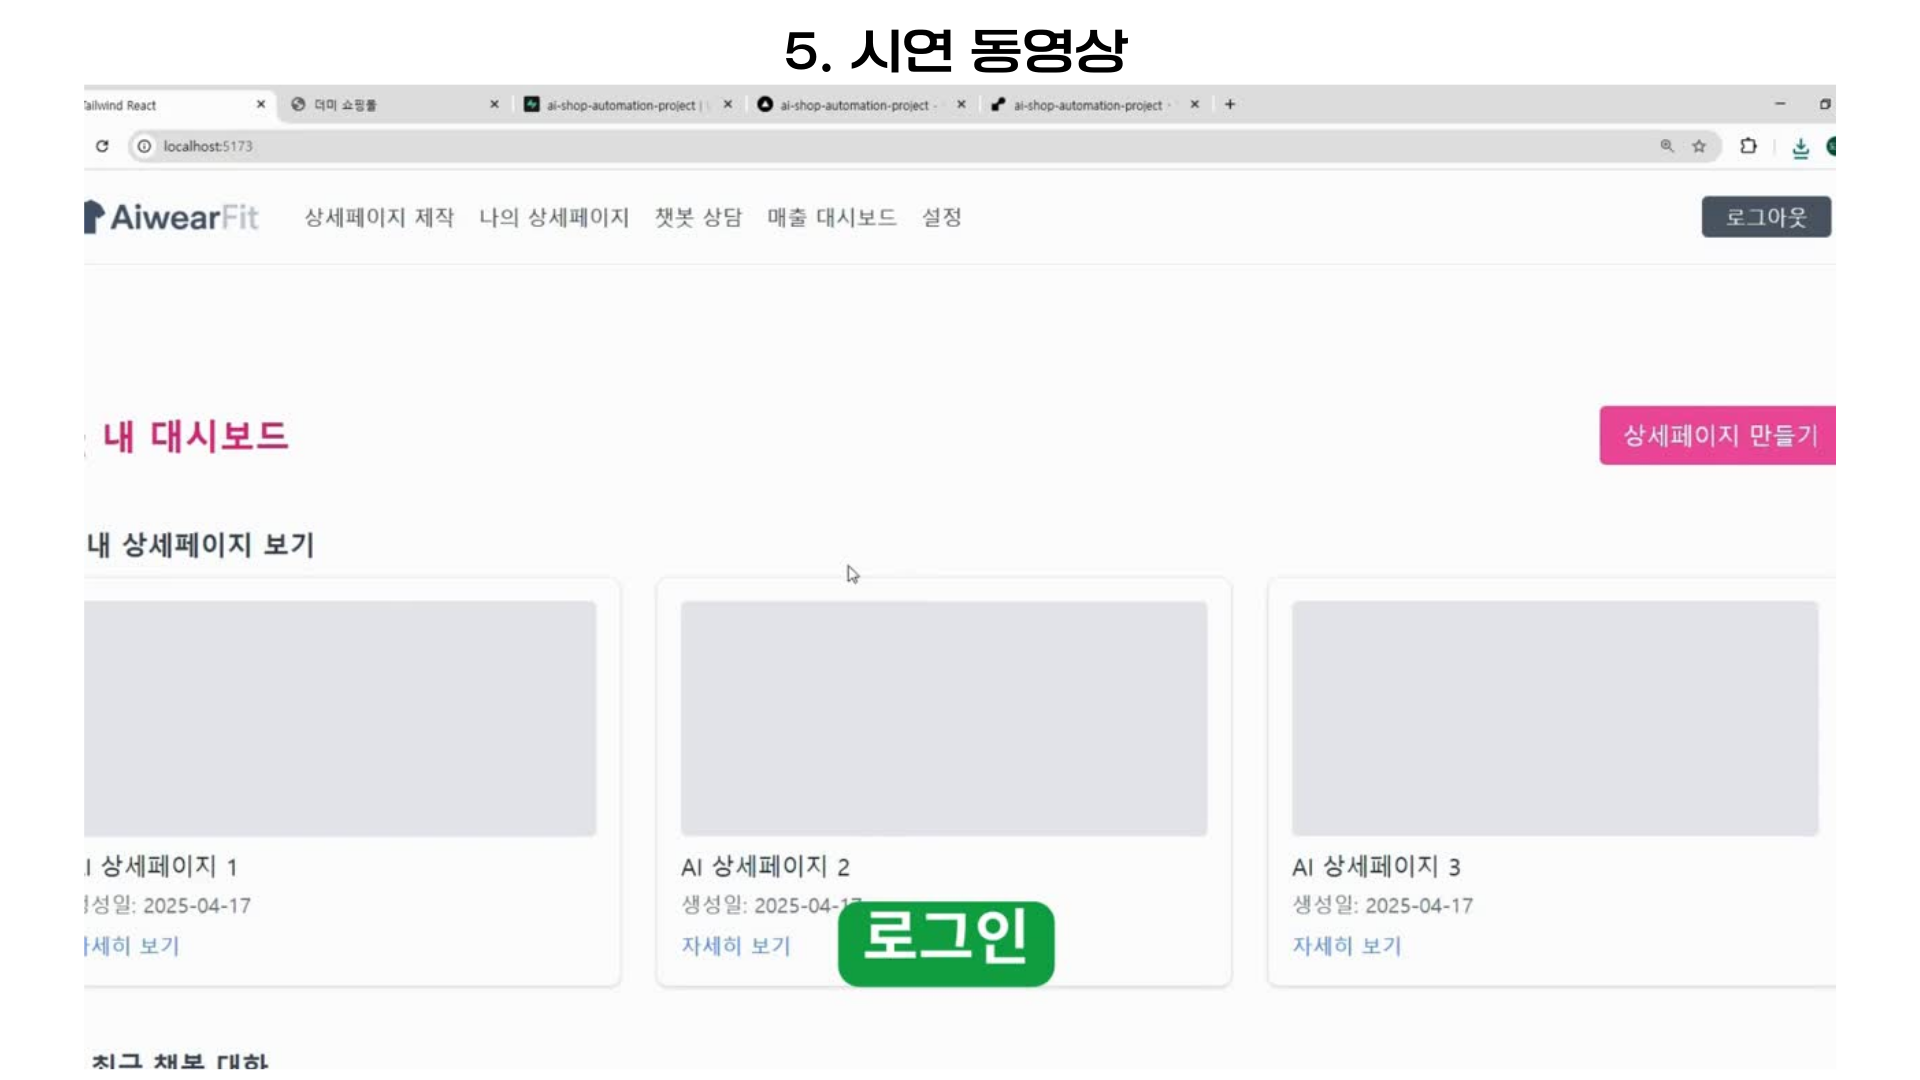 5. 시연 동영상
Tailwind React
더미 쇼핑몰
ai-shop-automation-project |
ai-shop-automation-project -
ai-shop-automation-project -
localhost:5173
AiwearFit
상세페이지 제작
나의 상세페이지
챗봇 상담
매출 대시보드
설정
로그아웃
내 대시보드
상세페이지 만들기
내 상세페이지 보기
AI 상세페이지 1
생성일: 2025-04-17
자세히 보기
AI 상세페이지 2
생성일: 2025-04-17
자세히 보기
AI 상세페이지 3
생성일: 2025-04-17
자세히 보기
로그인
최근 챗봇 대화